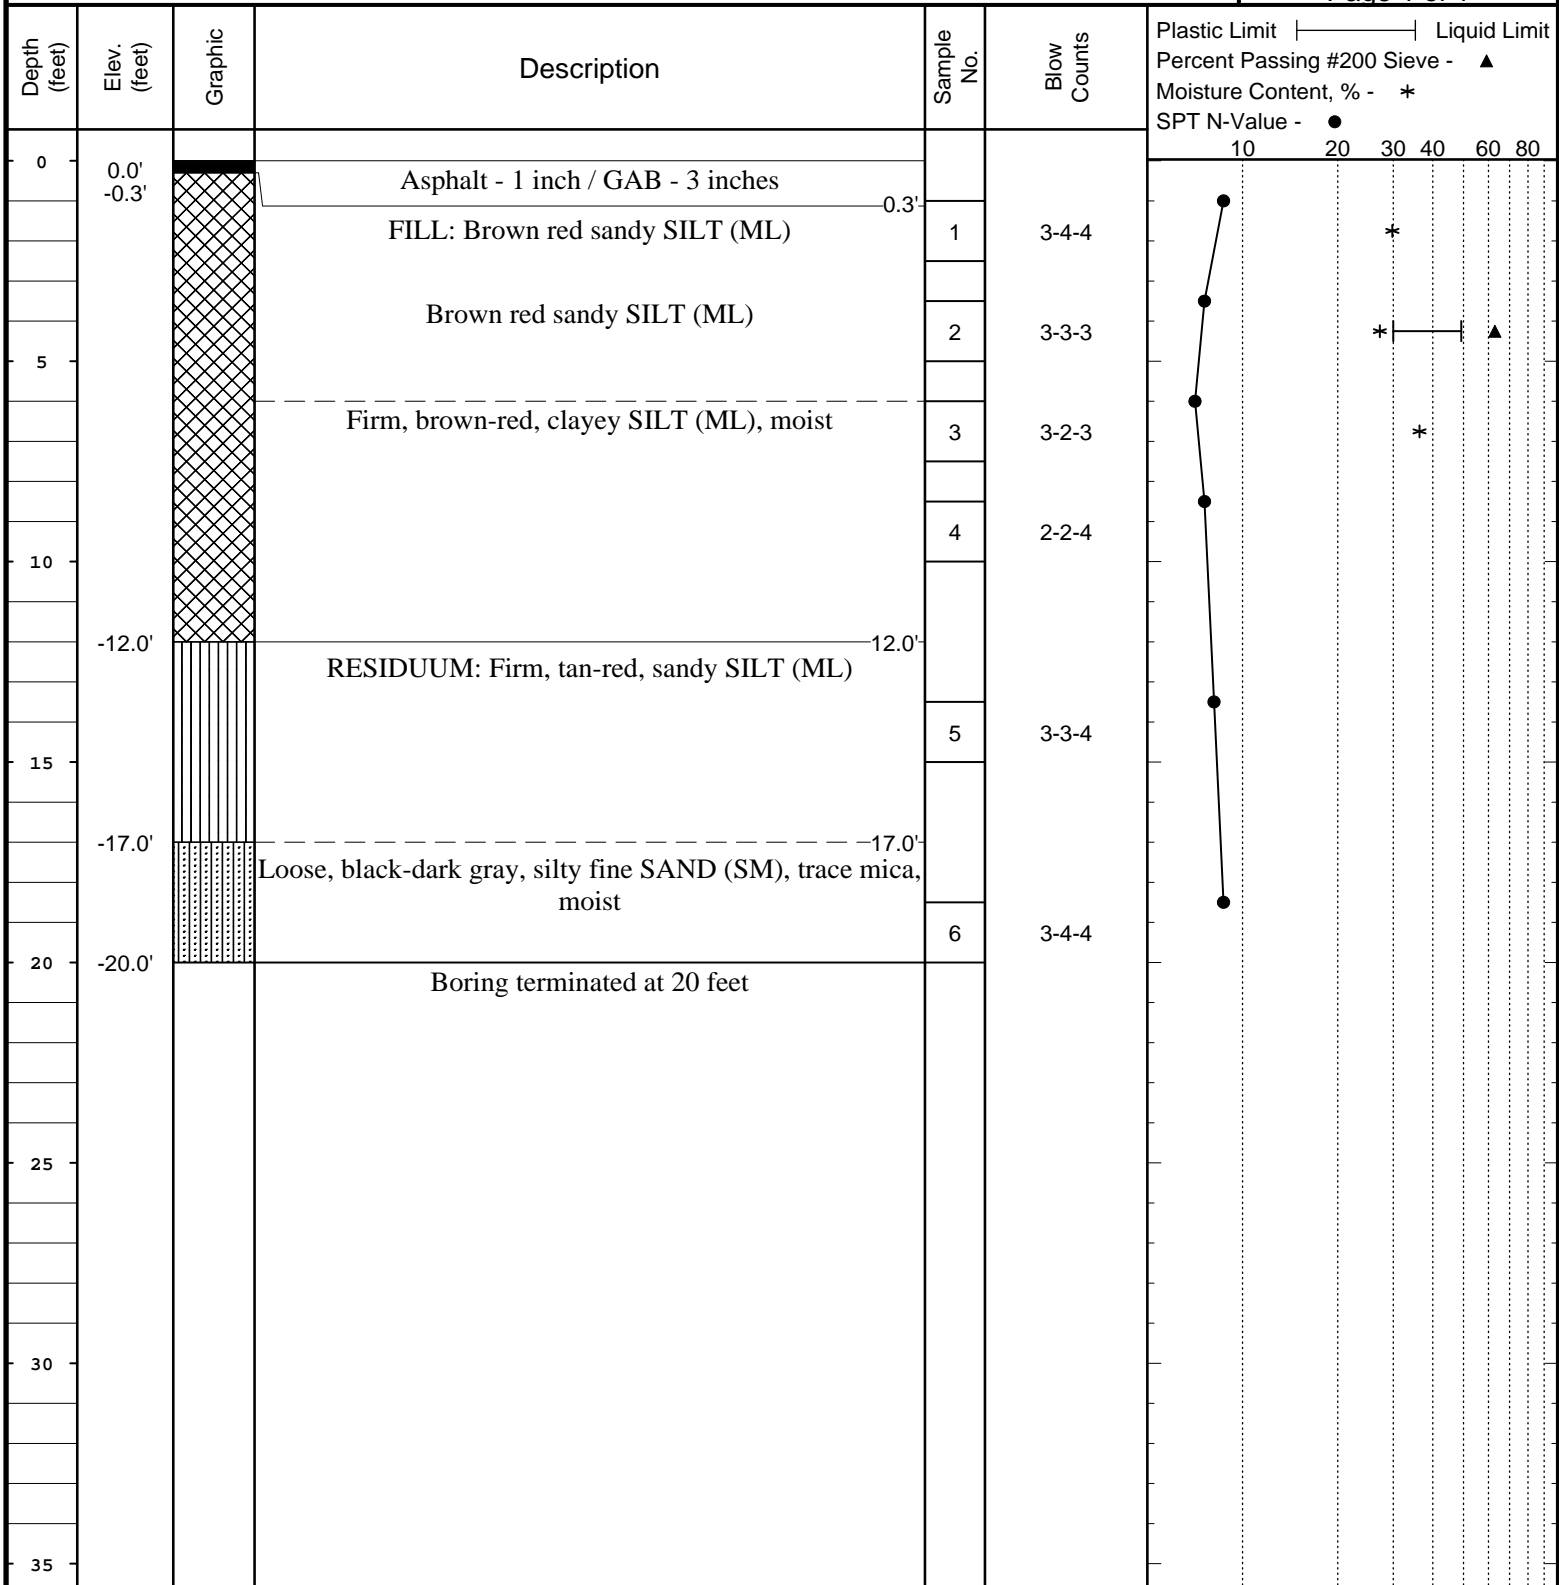 Depth (feet)
Elev. (feet)
Graphic
Description
Sample No.
Blow Counts
Plastic Limit Liquid Limit
Percent Passing #200 Sieve -
Moisture Content, % -
SPT N-Value -
10 20 30 40 60 80
0
0.0'
-0.3'
Asphalt - 1 inch / GAB - 3 inches
0.3'
FILL: Brown red sandy SILT (ML)
1
3-4-4
Brown red sandy SILT (ML)
2
3-3-3
5
Firm, brown-red, clayey SILT (ML), moist
3
3-2-3
4
2-2-4
10
-12.0'
12.0'
RESIDUUM: Firm, tan-red, sandy SILT (ML)
5
3-3-4
15
-17.0'
17.0'
Loose, black-dark gray, silty fine SAND (SM), trace mica,
moist
6
3-4-4
20
-20.0'
Boring terminated at 20 feet
25
30
35